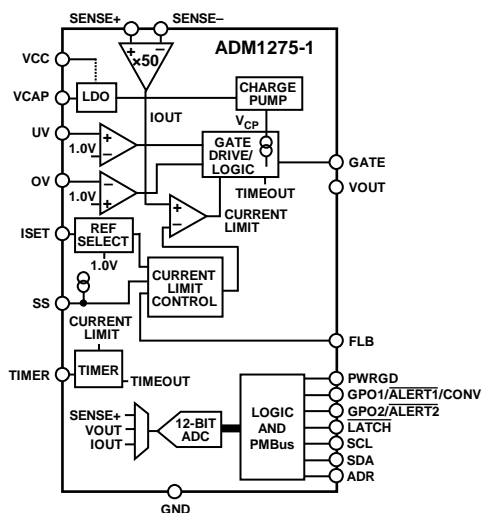 SENSE+ SENSE–
ADM1275-1
VCC
×50
+ –
VCAP
LDO
CHARGE
PUMP
IOUT
VCP
UV
1.0V
+
–
GATE
DRIVE/
LOGIC
GATE
OV
1.0V
–
+
TIMEOUT
VOUT
CURRENT
LIMIT
+
–
ISET
REF
SELECT
1.0V
CURRENT
LIMIT
CONTROL
SS
CURRENT
LIMIT
FLB
TIMER
TIMER
TIMEOUT
PWRGD
GPO1/ALERT1/CONV
GPO2/ALERT2
LATCH
SCL
SDA
ADR
SENSE+
VOUT
IOUT
12-BIT
ADC
LOGIC
AND
PMBus
GND